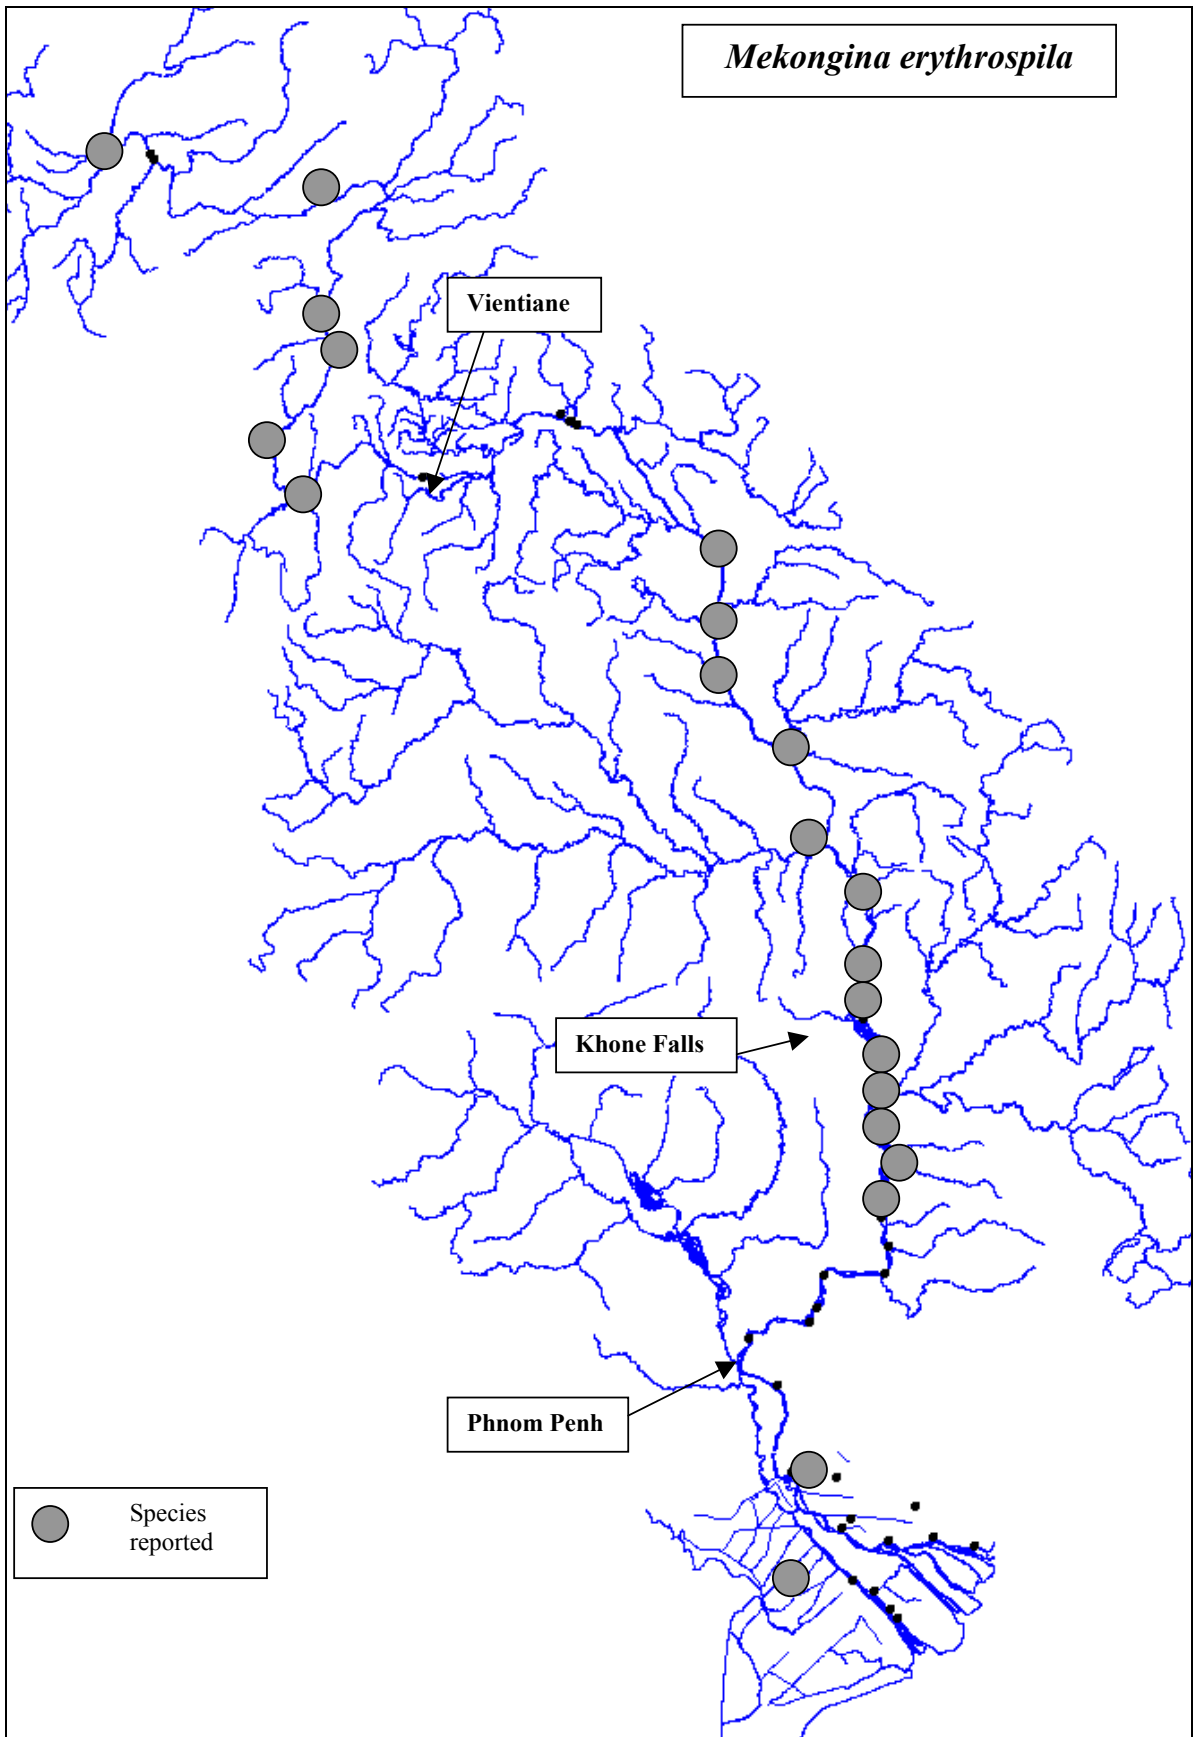 Mekongina erythrospila
Vientiane
Khone Falls
Phnom Penh
Species
reported